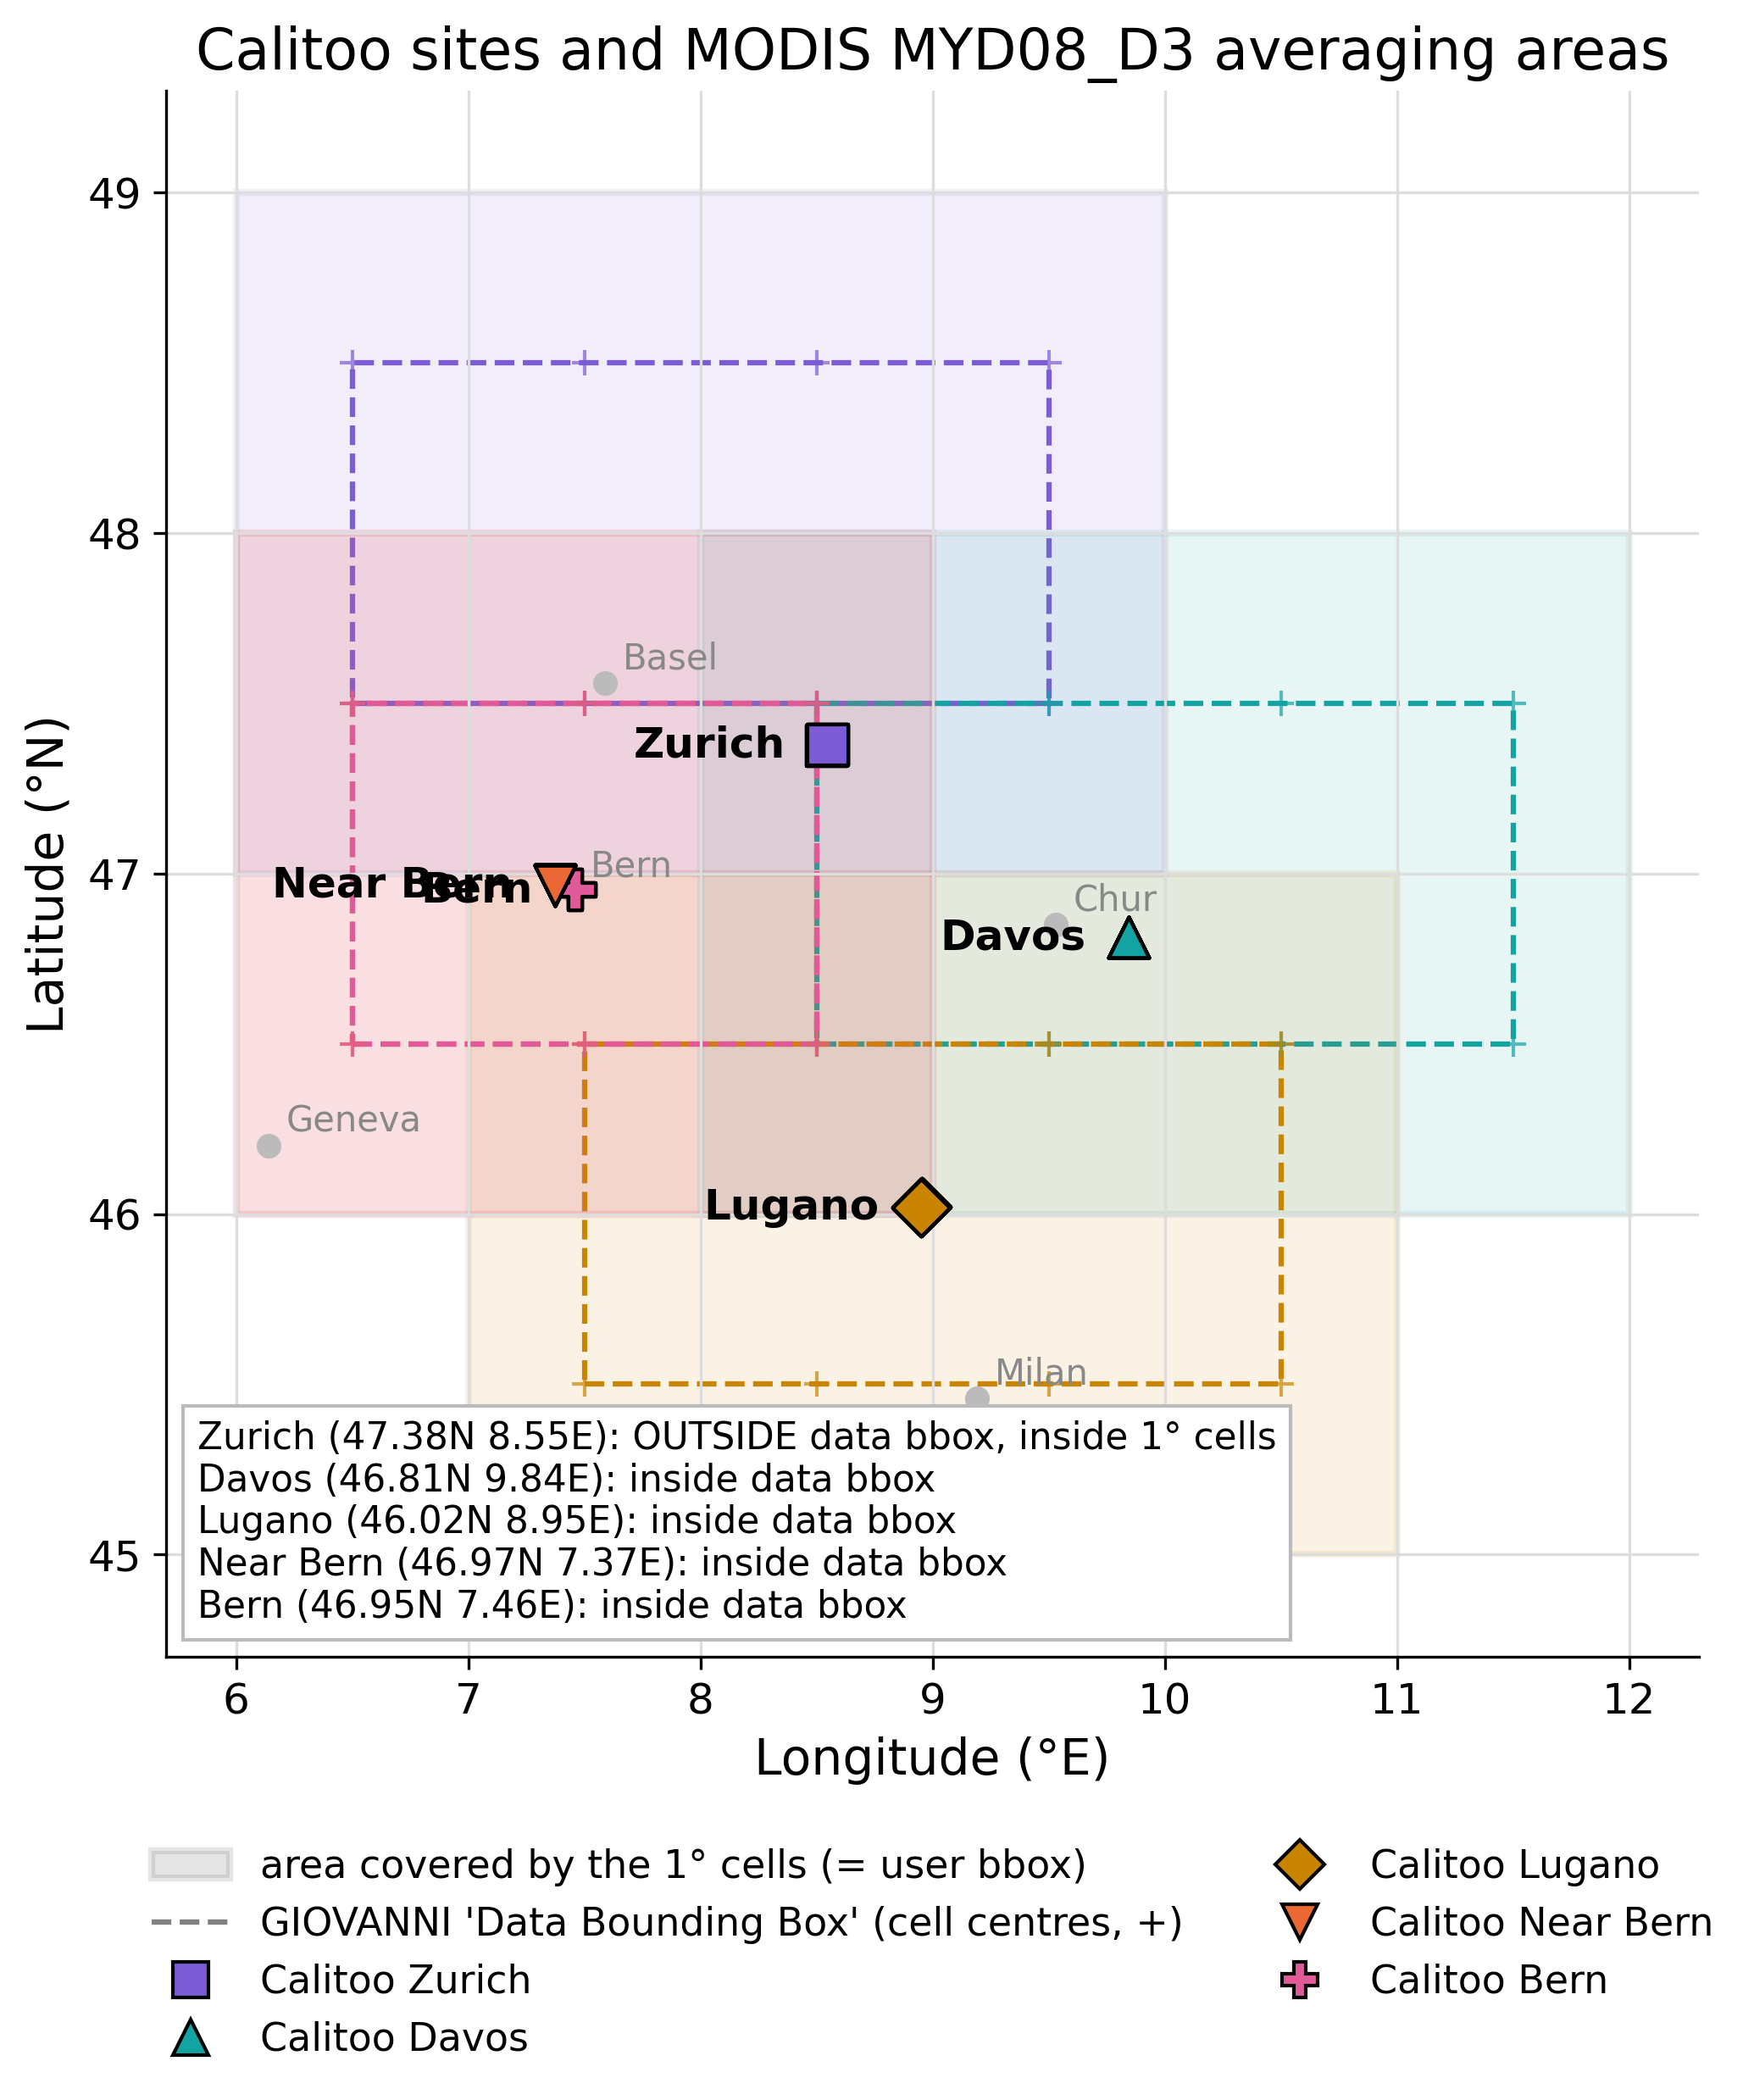 Calitoo sites and MODIS MYD08_D3 averaging areas
Latitude (°N)
49
48
47
46
45
Basel
Zurich
Near Bern
Bern
Bern
Chur
Davos
Geneva
Lugano
Milan
Zurich (47.38N 8.55E): OUTSIDE data bbox, inside 1° cells
Davos (46.81N 9.84E): inside data bbox
Lugano (46.02N 8.95E): inside data bbox
Near Bern (46.97N 7.37E): inside data bbox
Bern (46.95N 7.46E): inside data bbox
6 7 8 9 10 11 12
Longitude (°E)
area covered by the 1° cells (= user bbox)
GIOVANNI 'Data Bounding Box' (cell centres, +)
Calitoo Zurich
Calitoo Davos
Calitoo Lugano
Calitoo Near Bern
Calitoo Bern